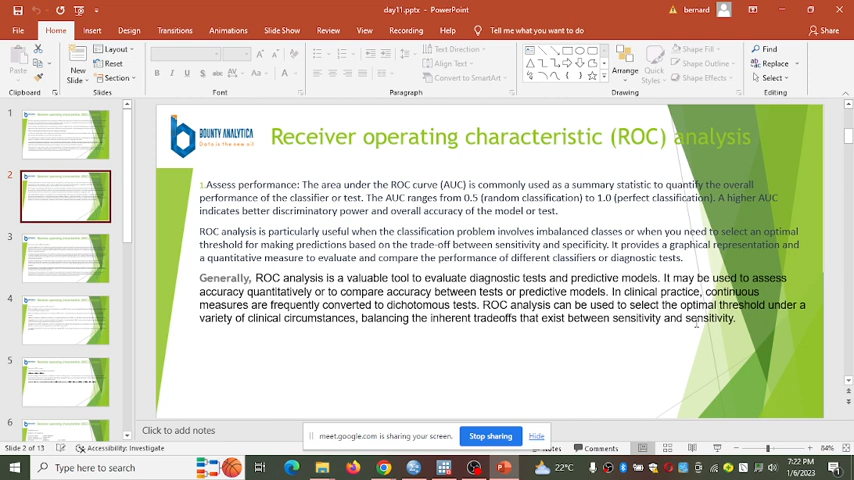 day11.pptx - PowerPoint
bernard
File Home Insert Design Transitions Animations Slide Show Review View Recording Help Tell me what you want to do Share
Paste
New Slide
Layout
Reset
Section
Text Direction
Align Text
Convert to SmartArt
Arrange
Quick Styles
Shape Fill
Shape Outline
Shape Effects
Find
Replace
Select
Clipboard Slides Font Paragraph Drawing Editing
1
2
3
4
5
6
BOUNTY ANALYTICA
Data is the new oil
Receiver operating characteristic (ROC) analysis
1.Assess performance: The area under the ROC curve (AUC) is commonly used as a summary statistic to quantify the overall
performance of the classifier or test. The AUC ranges from 0.5 (random classification) to 1.0 (perfect classification). A higher AUC
indicates better discriminatory power and overall accuracy of the model or test.
ROC analysis is particularly useful when the classification problem involves imbalanced classes or when you need to select an optimal
threshold for making predictions based on the trade-off between sensitivity and specificity. It provides a graphical representation and
a quantitative measure to evaluate and compare the performance of different classifiers or diagnostic tests.
Generally, ROC analysis is a valuable tool to evaluate diagnostic tests and predictive models. It may be used to assess
accuracy quantitatively or to compare accuracy between tests or predictive models. In clinical practice, continuous
measures are frequently converted to dichotomous tests. ROC analysis can be used to select the optimal threshold under a
variety of clinical circumstances, balancing the inherent tradeoffs that exist between sensitivity and sensitivity.
Click to add notes
meet.google.com is sharing your screen. Stop sharing Hide
Slide 2 of 13 Accessibility: Investigate Notes Comments 84%
Type here to search
22°C
7:22 PM
1/6/2023